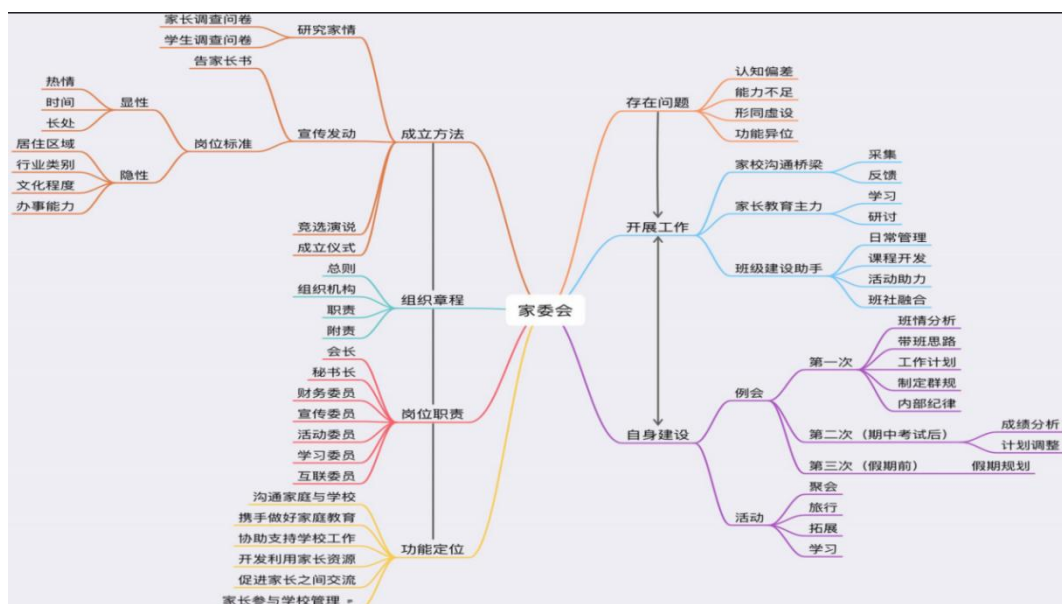 家委会
成立方法
研究家情
家长调查问卷
学生调查问卷
宣传发动
告家长书
岗位标准
显性
热情
时间
长处
隐性
居住区域
行业类别
文化程度
办事能力
竞选演说
成立仪式
组织章程
总则
组织机构
职责
附责
岗位职责
会长
秘书长
财务委员
宣传委员
活动委员
学习委员
互联委员
功能定位
沟通家庭与学校
携手做好家庭教育
协助支持学校工作
开发利用家长资源
促进家长之间交流
家长参与学校管理
存在问题
认知偏差
能力不足
形同虚设
功能异位
开展工作
家校沟通桥梁
采集
反馈
家长教育主力
学习
研讨
班级建设助手
日常管理
课程开发
活动助力
班社融合
自身建设
例会
第一次
班情分析
带班思路
工作计划
制定群规
内部纪律
第二次（期中考试后）
成绩分析
计划调整
第三次（假期前）
假期规划
活动
聚会
旅行
拓展
学习